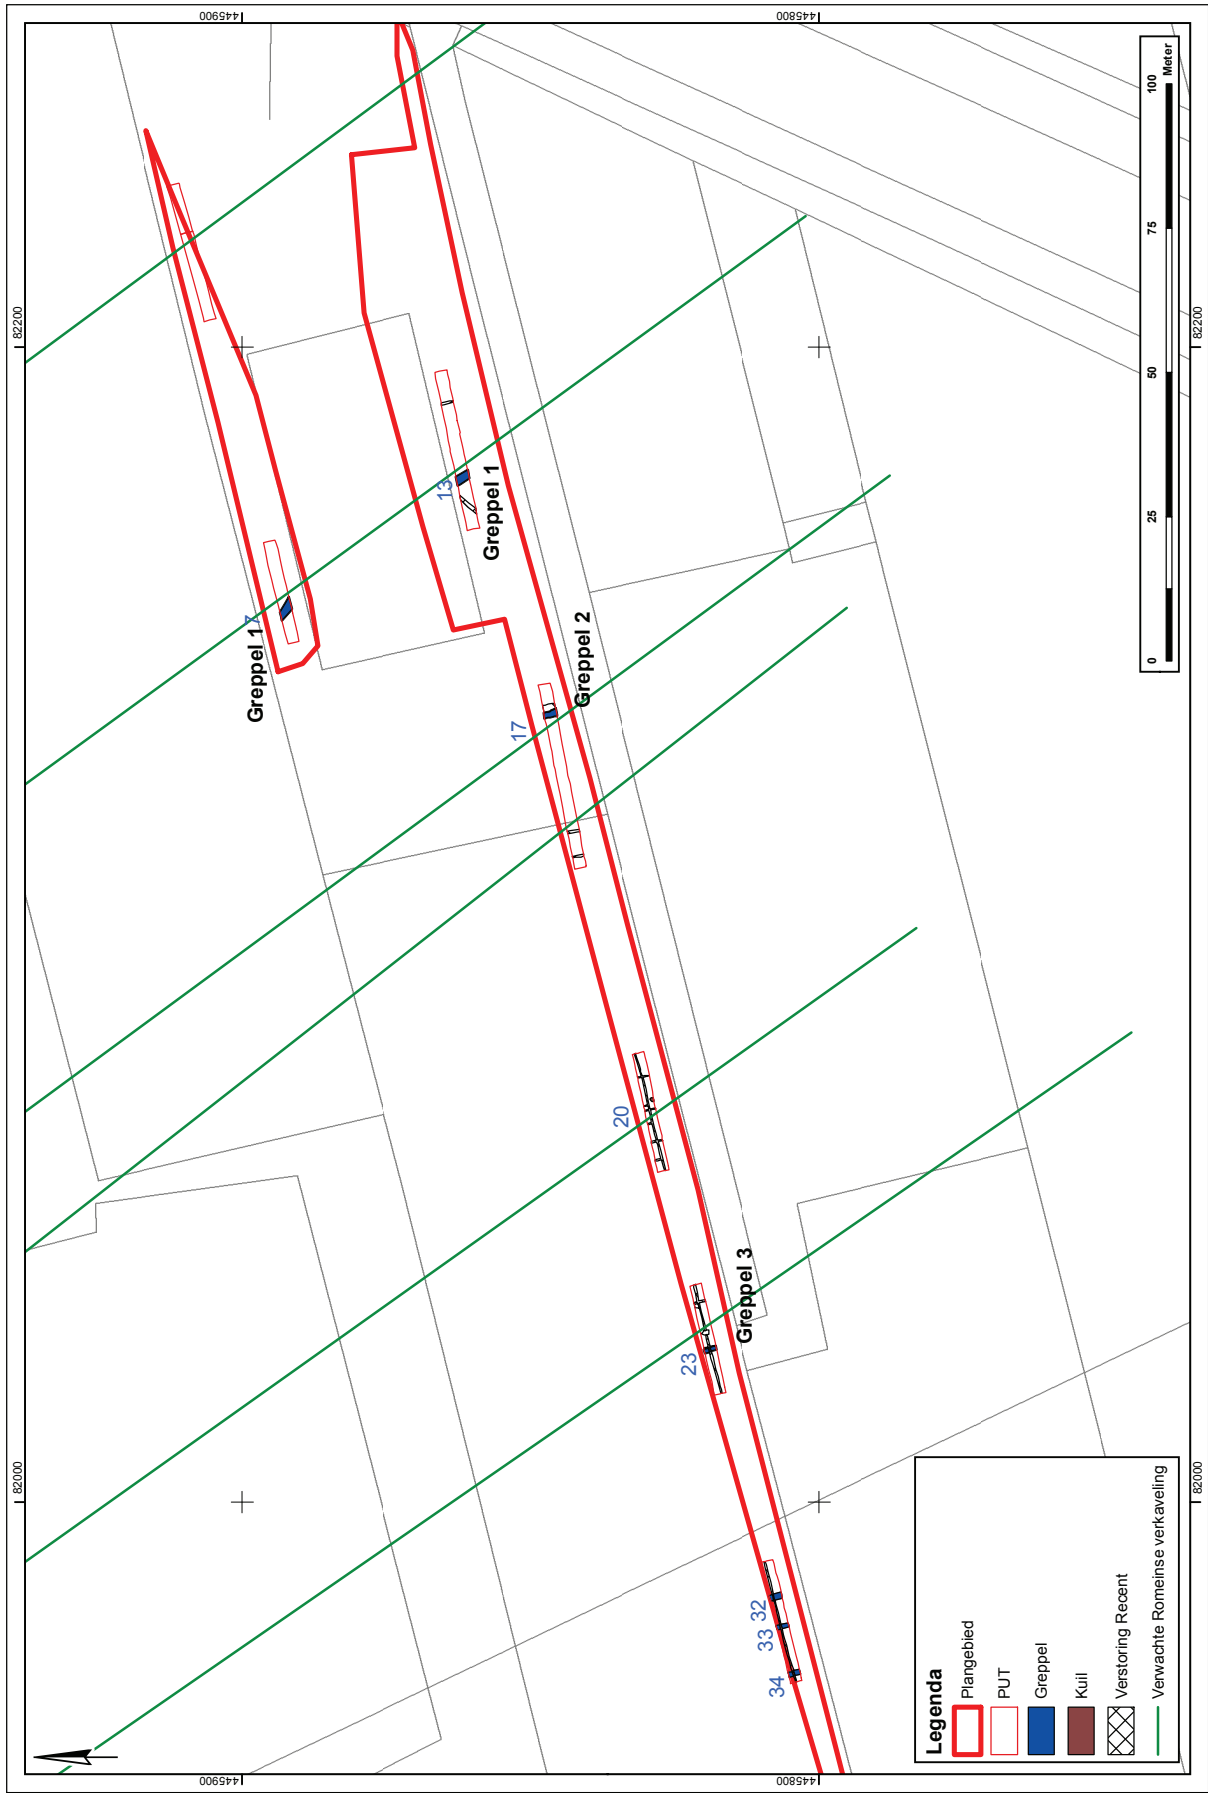 82000
82200
445900
445900
445800
445800
82000
82200
7
Greppel 1
13
Greppel 1
17
Greppel 2
20
23
Greppel 3
32
33
34
Legenda
Plangebied
PUT
Greppel
Kuil
Verstoring Recent
Verwachte Romeinse verkaveling
0 25 50 75 100
Meter